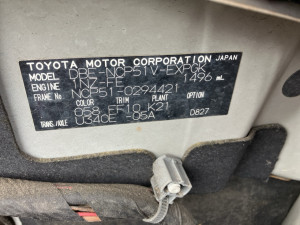 TOYOTA MOTOR CORPORATION JAPAN
MODEL DBE-NCP51V-EXPGK
ENGINE 1NZ-FE 1496 mL
FRAME No. NCP51-0294421
COLOR TRIM PLANT OPTION
058 FF10 K21
TRANS./AXLE U340E -05A 0827